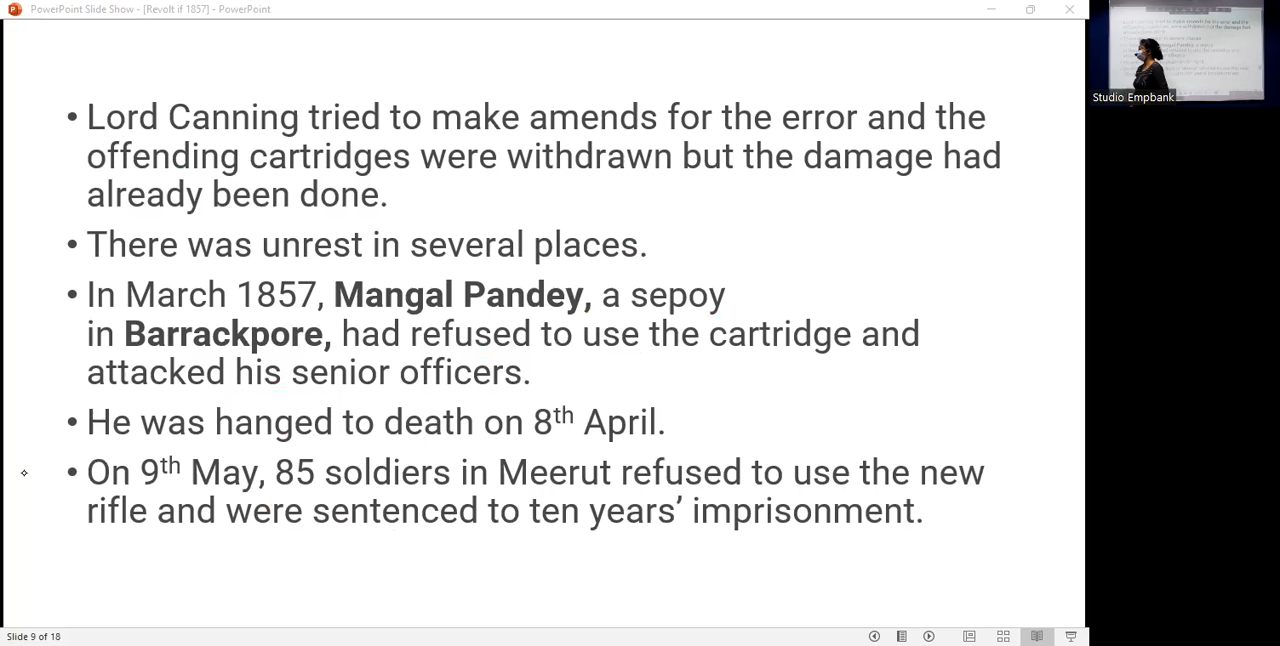 PowerPoint Slide Show - [Revolt if 1857] - PowerPoint
• Lord Canning tried to make amends for the error and the
offending cartridges were withdrawn but the damage had
already been done.
• There was unrest in several places.
• In March 1857, Mangal Pandey, a sepoy
in Barrackpore, had refused to use the cartridge and
attacked his senior officers.
• He was hanged to death on 8th April.
• On 9th May, 85 soldiers in Meerut refused to use the new
rifle and were sentenced to ten years’ imprisonment.
Slide 9 of 18
Studio Empbank